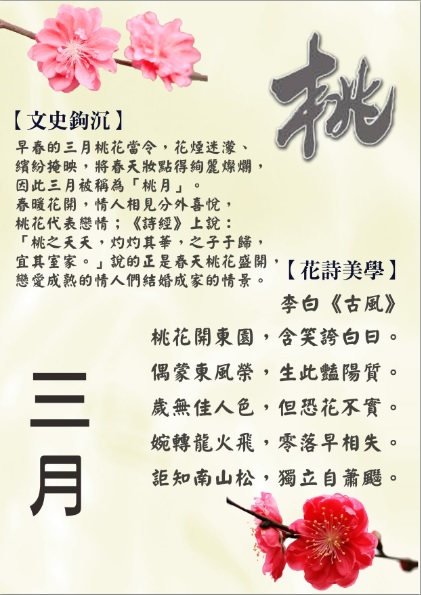 桃
【文史鉤沉】
早春的三月桃花當令，花煙迷濛、
繽紛掩映，將春天妝點得絢麗燦爛，
因此三月被稱為「桃月」。
春暖花開，情人相見分外喜悅，
桃花代表戀情；《詩經》上說：
「桃之夭夭，灼灼其華，之子于歸，
宜其室家。」說的正是春天桃花盛開，
戀愛成熟的情人們結婚成家的情景。
【花詩美學】
李白《古風》
桃花開東園，含笑誇白日。
偶蒙東風榮，生此豔陽質。
歲無佳人色，但恐花不實。
婉轉龍火飛，零落早相失。
詎知南山松，獨立自蕭飀。
三月